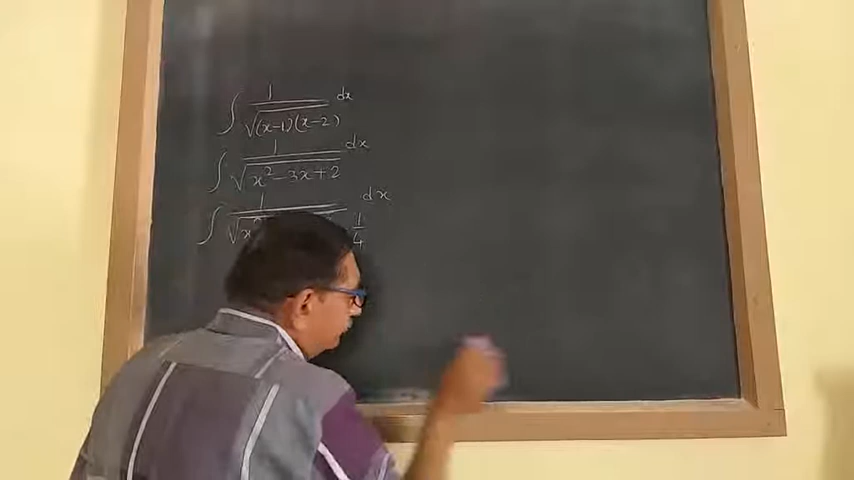 ∫ 1/√((x-1)(x-2)) dx
∫ 1/√(x²-3x+2) dx
∫ 1/√(x² 1/4) dx